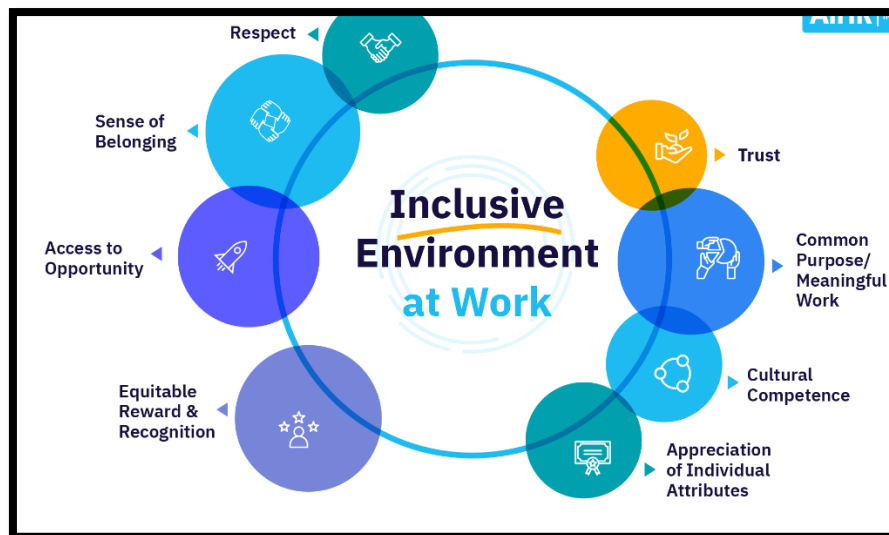 Respect
Sense of
Belonging
Access to
Opportunity
Equitable
Reward &
Recognition
Inclusive
Environment
at Work
Trust
Common
Purpose/
Meaningful
Work
Cultural
Competence
Appreciation
of Individual
Attributes